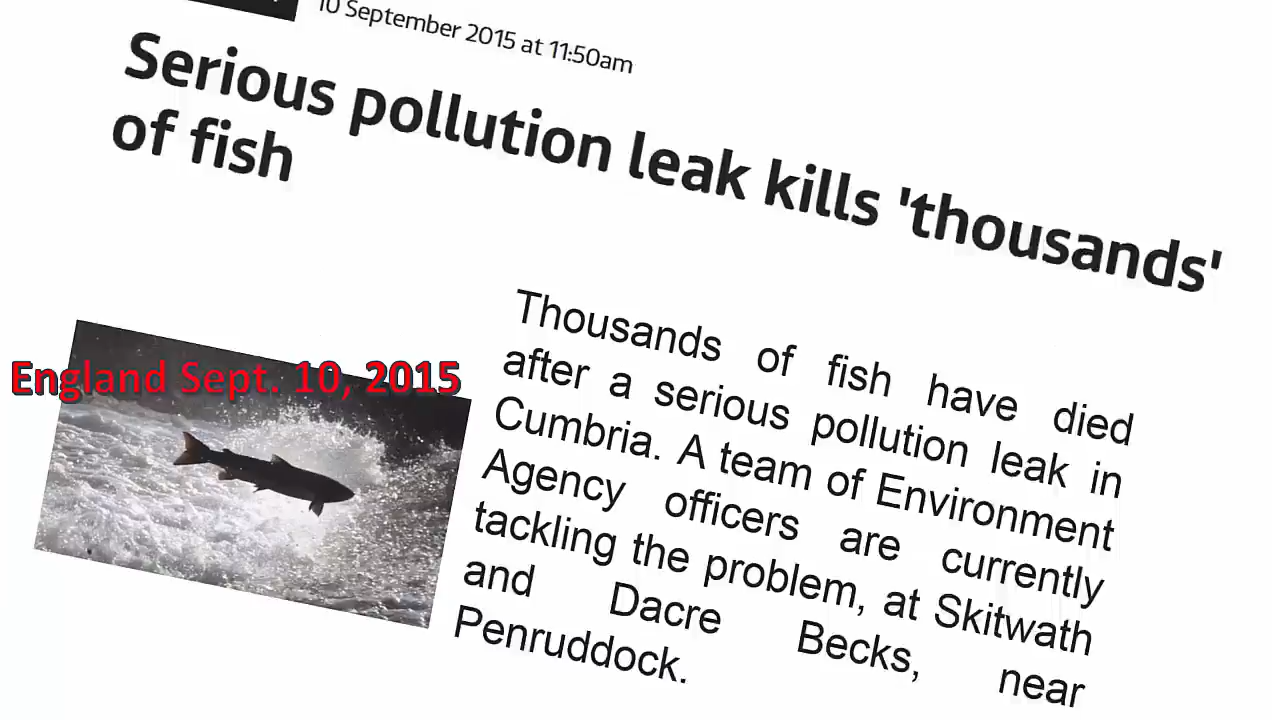 10 September 2015 at 11:50am
Serious pollution leak kills 'thousands'
of fish
England Sept. 10, 2015
Thousands of fish have died
after a serious pollution leak in
Cumbria. A team of Environment
Agency officers are currently
tackling the problem, at Skitwath
and Dacre Becks, near
Penruddock.